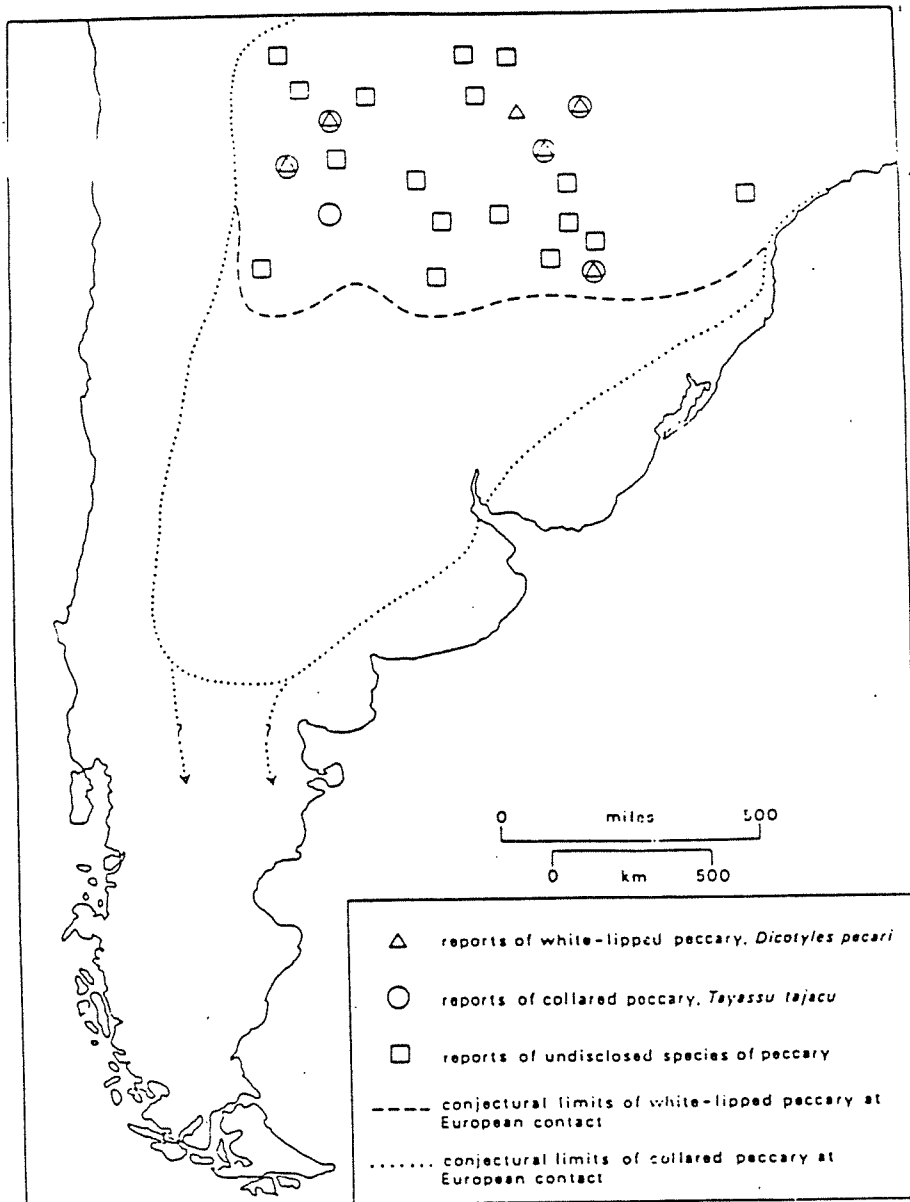 0 miles 500
0 km 500
reports of white-lipped peccary, Dicotyles pecari
reports of collared peccary, Tayassu tajacu
reports of undisclosed species of peccary
conjectural limits of white-lipped peccary at
European contact
conjectural limits of collared peccary at
European contact
? ?